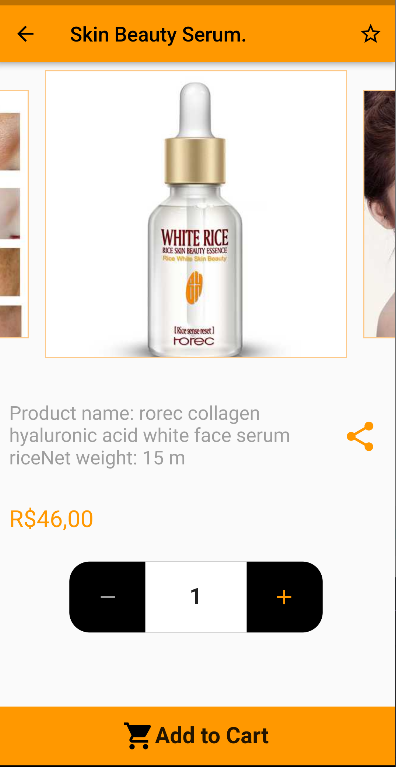 Skin Beauty Serum.
WHITE RICE
RICE SKIN BEAUTY ESSENCE
Rice White Skin Beauty
[ Rice sense reset ]
rorec
Product name: rorec collagen
hyaluronic acid white face serum
riceNet weight: 15 m
R$46,00
1
Add to Cart